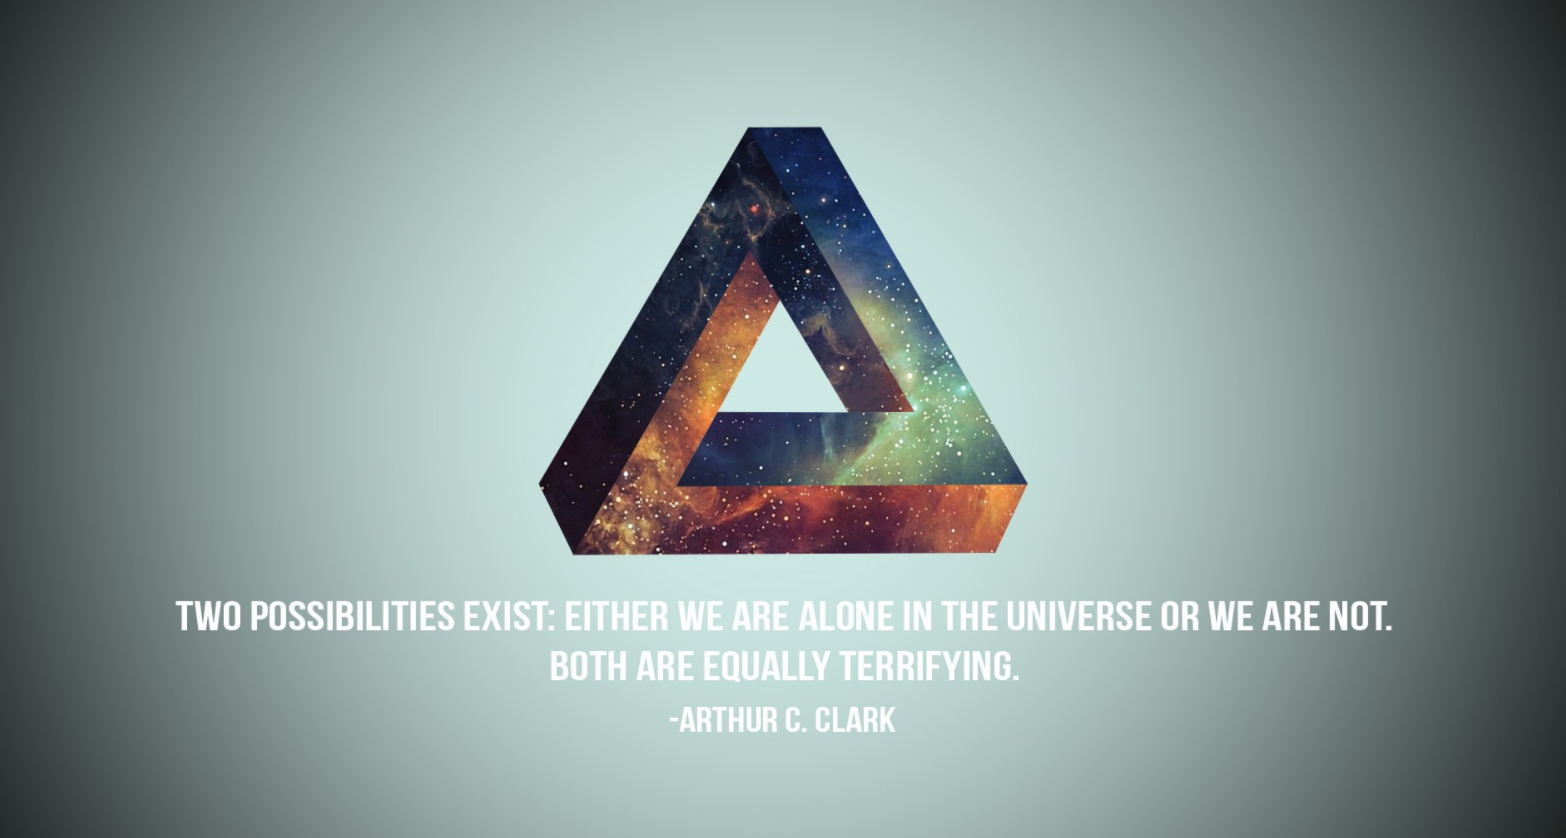 TWO POSSIBILITIES EXIST: EITHER WE ARE ALONE IN THE UNIVERSE OR WE ARE NOT.
BOTH ARE EQUALLY TERRIFYING.
-ARTHUR C. CLARK